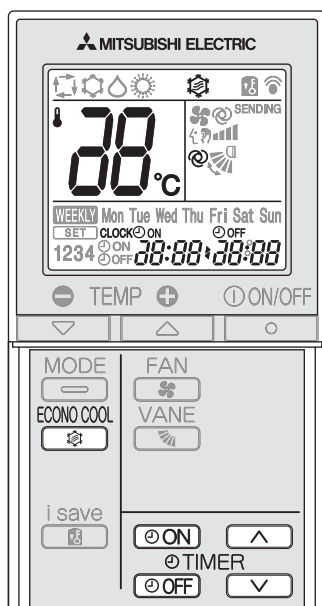 MITSUBISHI ELECTRIC
SENDING
88°C
WEEKLY Mon Tue Wed Thu Fri Sat Sun
SET CLOCK ON OFF
1234 ON OFF 88:88 88:88
TEMP ON/OFF
MODE FAN
ECONO COOL VANE
i save
ON
TIMER
OFF